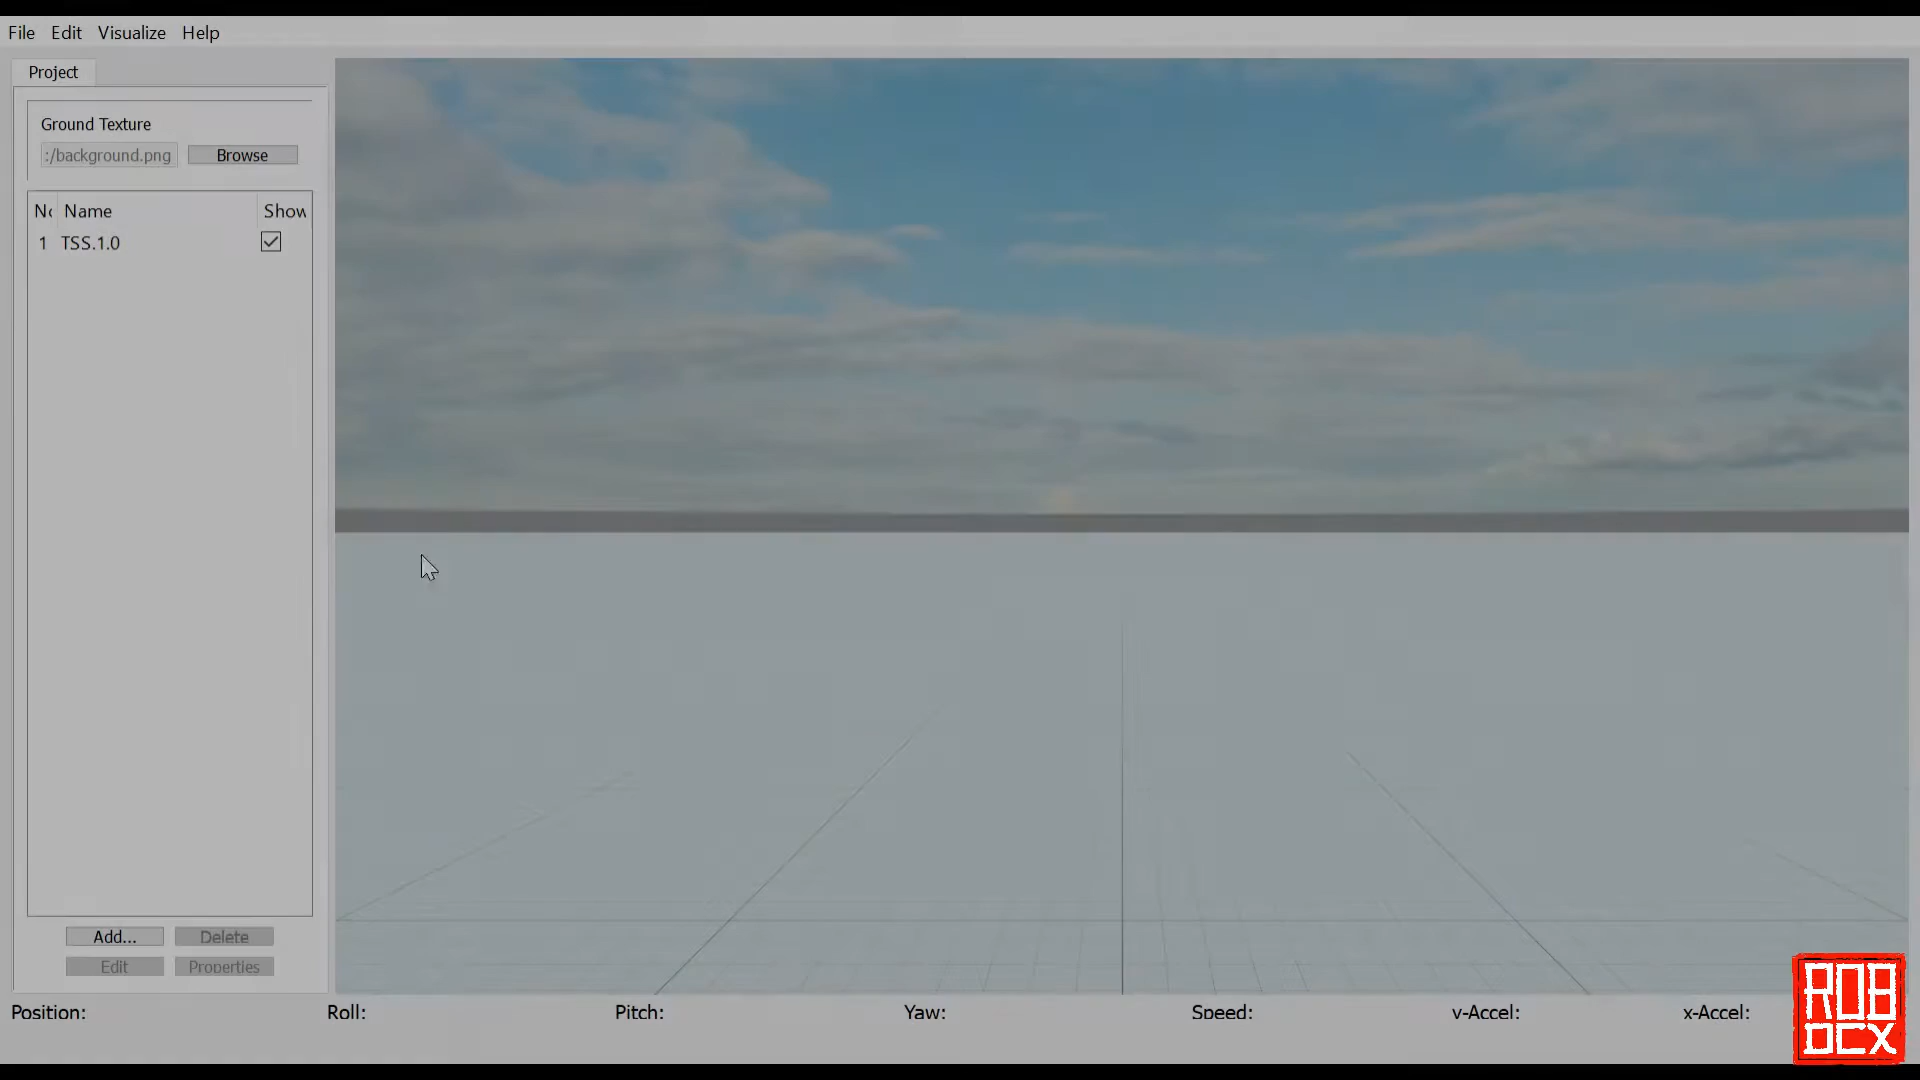 File Edit Visualize Help
Project
Ground Texture
:/background.png Browse
Name Show
1 TSS.1.0
Add... Delete
Edit Properties
Position: Roll: Pitch: Yaw: Speed: v-Accel: x-Accel:
ROB
OCX